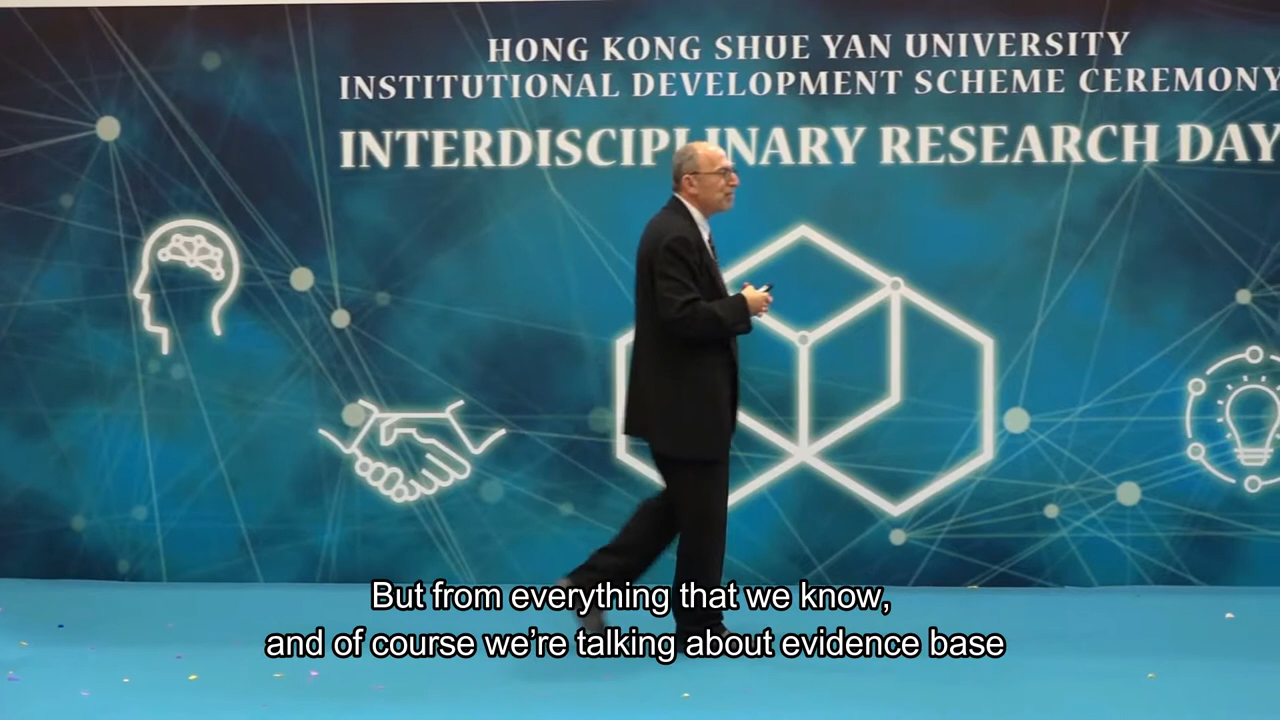 HONG KONG SHUE YAN UNIVERSITY
INSTITUTIONAL DEVELOPMENT SCHEME CEREMONY
INTERDISCIPLINARY RESEARCH DAY
But from everything that we know,
and of course we’re talking about evidence base